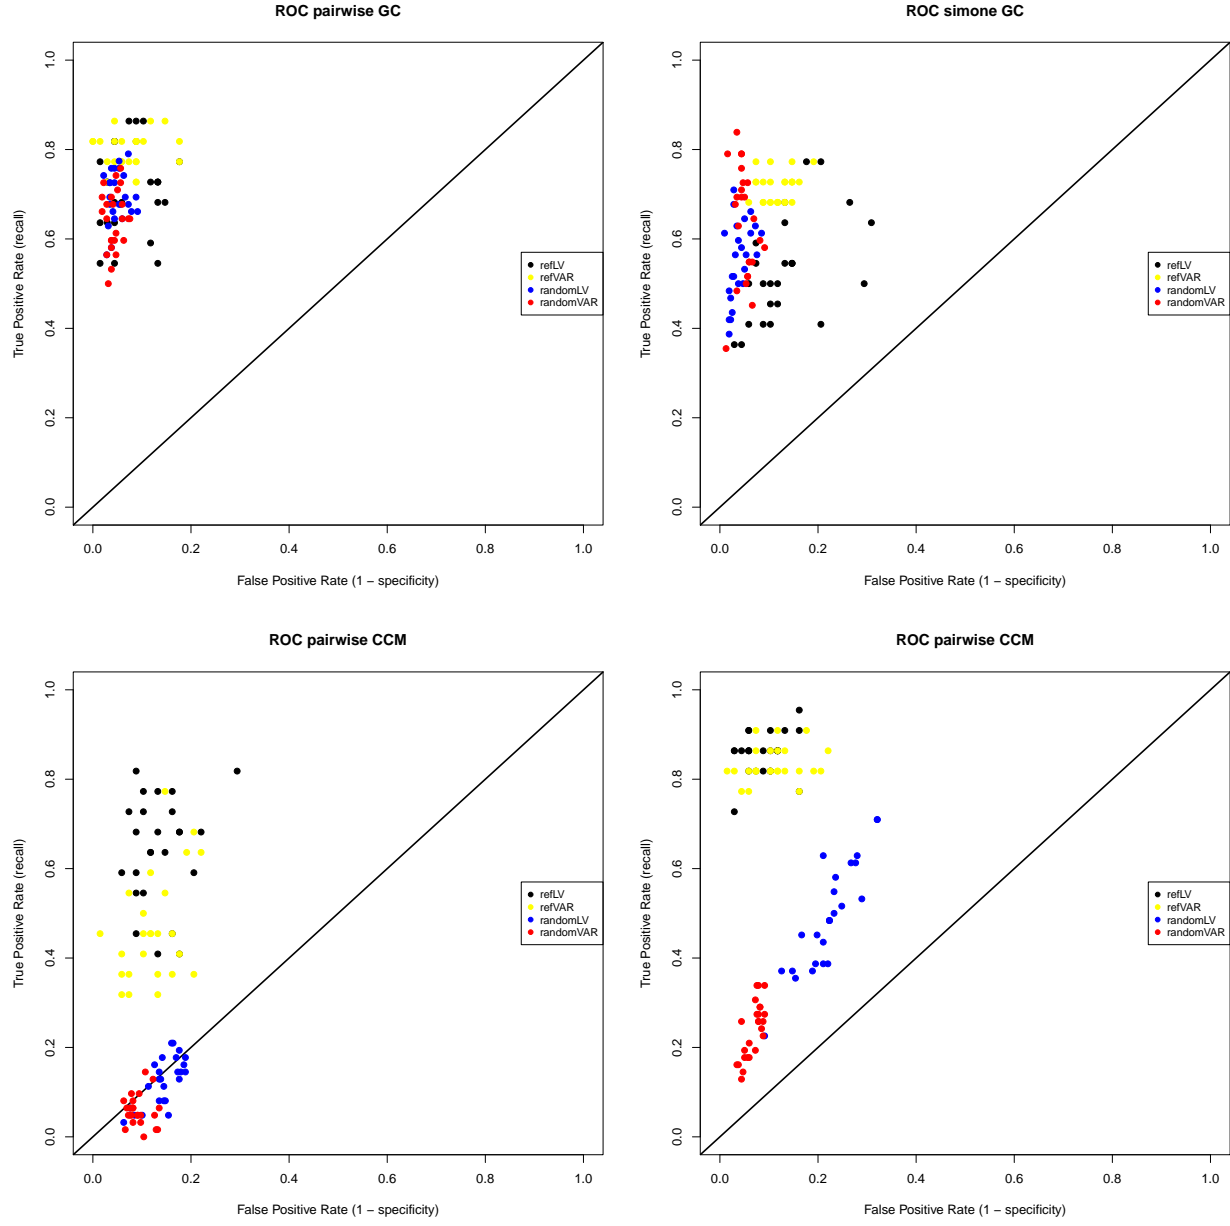 ROC pairwise GC
True Positive Rate (recall)
1.0
0.8
0.6
0.4
0.2
0.0
refLV
refVAR
randomLV
randomVAR
0.0 0.2 0.4 0.6 0.8 1.0
False Positive Rate (1 − specificity)
ROC simone GC
True Positive Rate (recall)
1.0
0.8
0.6
0.4
0.2
0.0
refLV
refVAR
randomLV
randomVAR
0.0 0.2 0.4 0.6 0.8 1.0
False Positive Rate (1 − specificity)
ROC pairwise CCM
True Positive Rate (recall)
1.0
0.8
0.6
0.4
0.2
0.0
refLV
refVAR
randomLV
randomVAR
0.0 0.2 0.4 0.6 0.8 1.0
False Positive Rate (1 − specificity)
ROC pairwise CCM
True Positive Rate (recall)
1.0
0.8
0.6
0.4
0.2
0.0
refLV
refVAR
randomLV
randomVAR
0.0 0.2 0.4 0.6 0.8 1.0
False Positive Rate (1 − specificity)